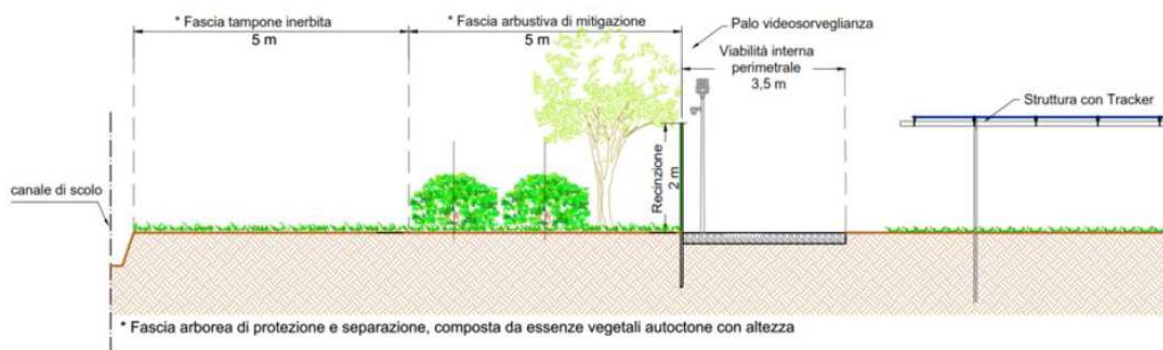 * Fascia tampone inerbita
5 m
* Fascia arbustiva di mitigazione
5 m
Palo videosorveglianza
Viabilità interna
perimetrale
3,5 m
Struttura con Tracker
canale di scolo
Recinzione
2 m
* Fascia arborea di protezione e separazione, composta da essenze vegetali autoctone con altezza